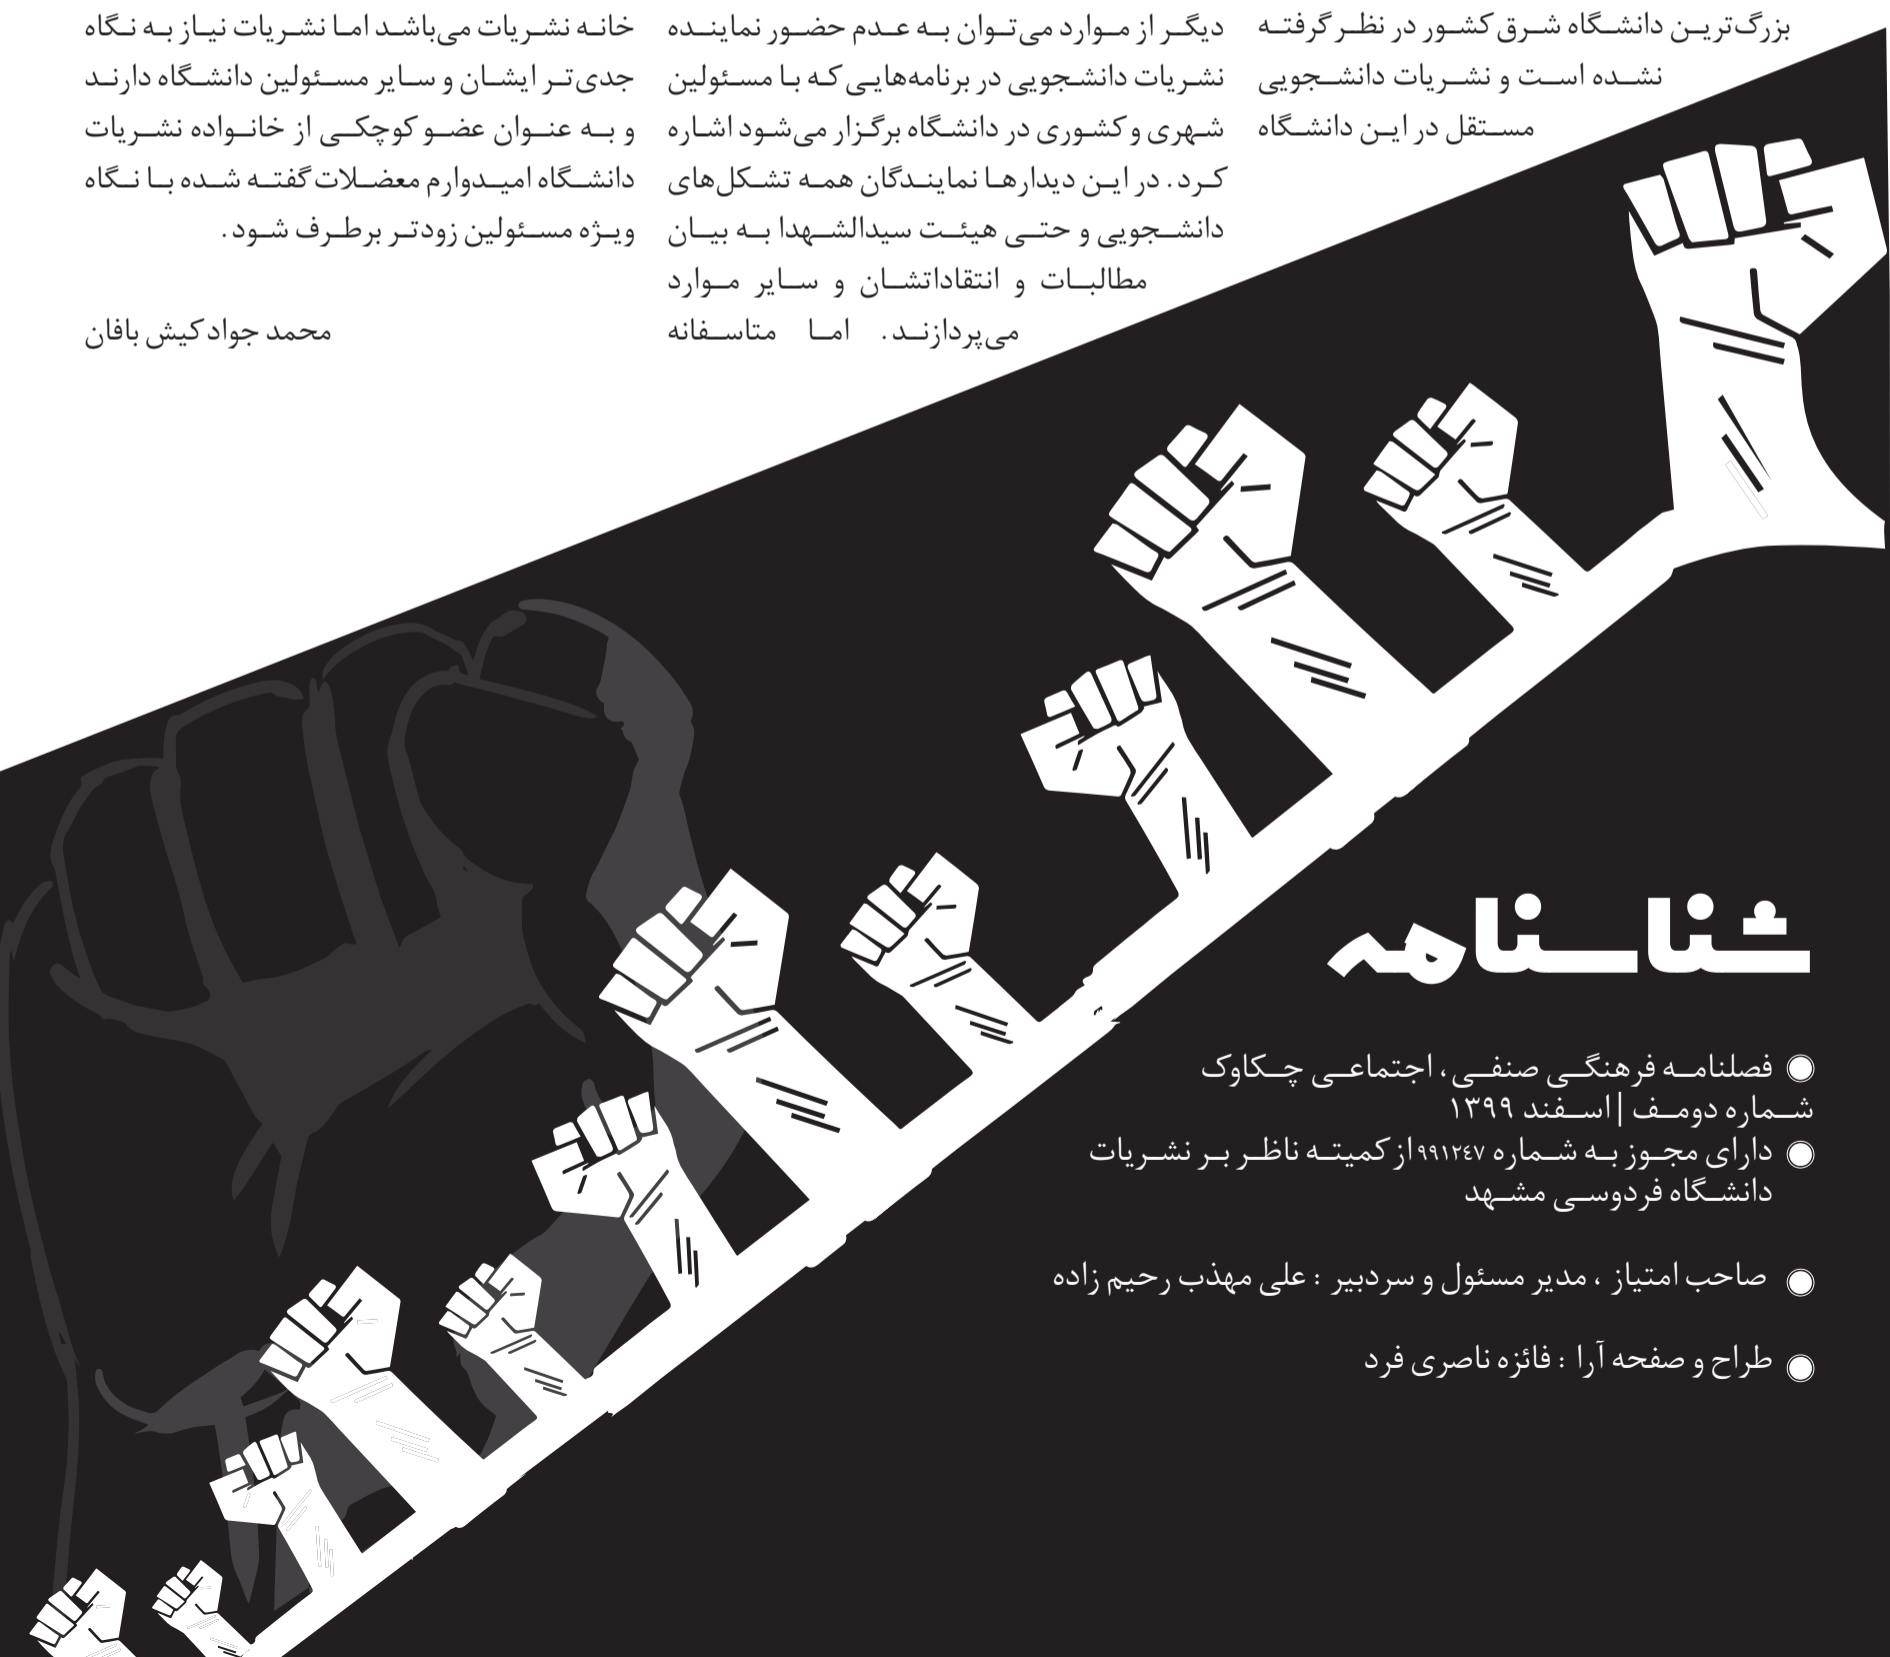 بزرگ‌ترین دانشگاه شرق کشور در نظر گرفته
نشده است و نشریات دانشجویی
مستقل در این دانشگاه
دیگر از موارد می‌توان به عدم حضور نماینده
نشریات دانشجویی در برنامه‌هایی که با مسئولین
شهری و کشوری در دانشگاه برگزار می‌شود اشاره
کرد. در این دیدارها نمایندگان همه تشکل‌های
دانشجویی و حتی هیئت سیدالشهدا به بیان
مطالبات و انتقاداتشان و سایر موارد
می‌پردازند. اما متاسفانه
خانه نشریات می‌باشد اما نشریات نیاز به نگاه
جدی‌تر ایشان و سایر مسئولین دانشگاه دارند
و به عنوان عضو کوچکی از خانواده نشریات
دانشگاه امیدوارم معضلات گفته شده با نگاه
ویژه مسئولین زودتر برطرف شود.
محمد جواد کیش بافان
شناسنامه
فصلنامه فرهنگی صنفی، اجتماعی چکاوک
شماره دومف | اسفند ۱۳۹۹
دارای مجوز به شماره ۹۹۱۲٤۷ از کمیته ناظر بر نشریات
دانشگاه فردوسی مشهد
صاحب امتیاز ، مدیر مسئول و سردبیر : علی مهذب رحیم زاده
طراح و صفحه آرا : فائزه ناصری فرد